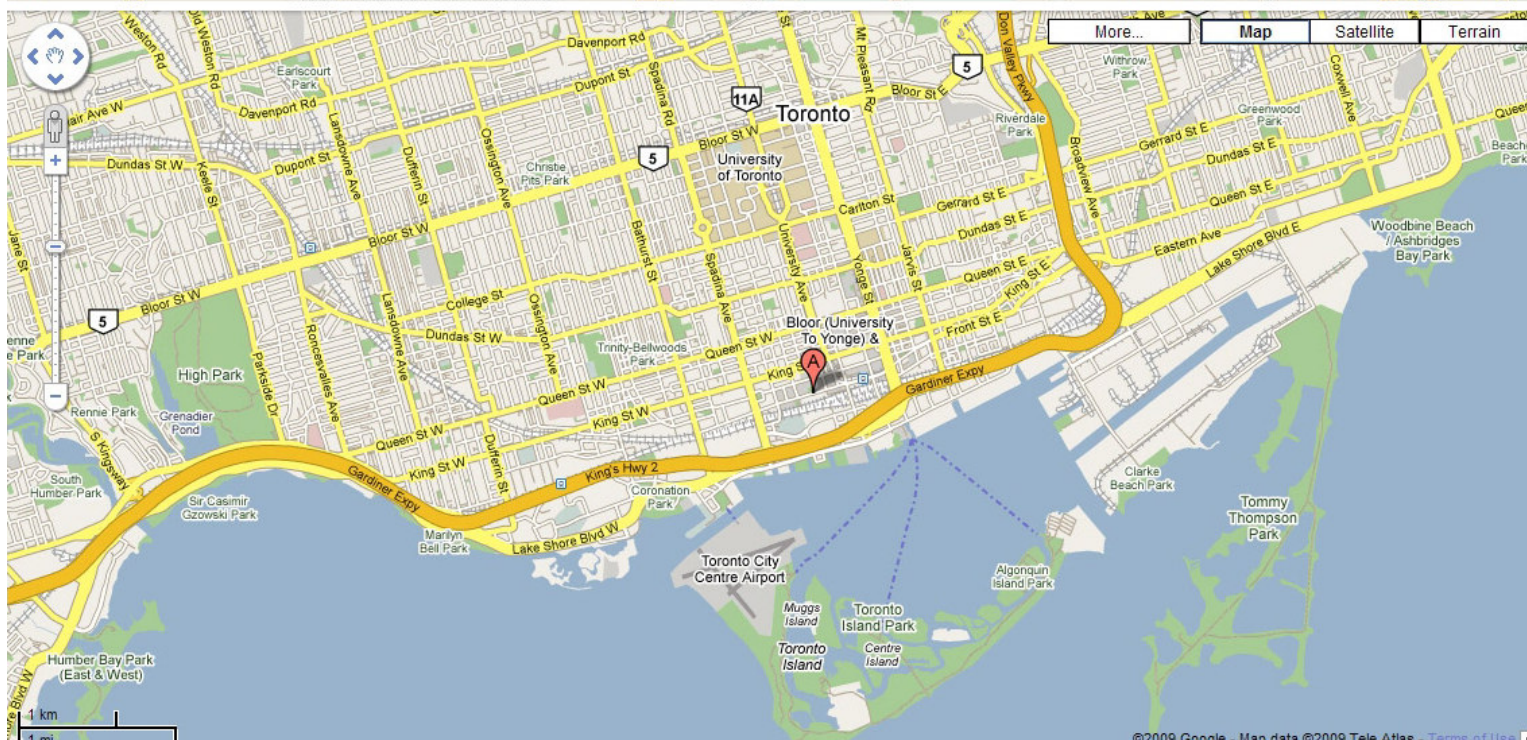 More...
Map
Satellite
Terrain
Weston Rd
Old Weston Rd
Davenport Rd
Spadina Rd
Mt Pleasant Rd
Don Valley Pkwy
5
Withrow
Park
Coxwell Ave
Earlscourt
Park
Dupont St
11A
Bloor St E
Toronto
Riverdale
Park
Greenwood
Park
Davenport Rd
Lansdowne Ave
Dufferin St
Ossington Ave
Bloor St W
5
University
of Toronto
Gerrard St E
Dundas St E
Broadview Ave
Beach
Park
Dundas St W
Keele St
Dupont St
Christie
Pits Park
Carlton St
Gerrard St E
Queen St E
Dundas St E
Jane St
Bloor St W
Bathurst St
Spadina Ave
University Ave
Yonge St
Jarvis St
Eastern Ave
Lake Shore Blvd E
Woodbine Beach
/ Ashbridges
Bay Park
Queen St E
King St E
Bloor St W
5
College St
Ossington Ave
Lansdowne Ave
Dundas St W
Roncesvalles Ave
Parkside Dr
Trinity-Bellwoods
Park
Queen St W
Bloor (University
To Yonge) &
Front St E
A
High Park
Rennie Park
Grenadier
Pond
S Kingsway
Queen St W
King St W
Gardiner Expy
Queen St W
King St W
Dufferin St
King's Hwy 2
Gardiner Expy
South
Humber Park
Sir Casimir
Gzowski Park
Marilyn
Bell Park
Lake Shore Blvd W
Coronation
Park
Clarke
Beach Park
Tommy
Thompson
Park
Toronto City
Centre Airport
Algonquin
Island Park
Muggs
Island
Toronto
Island Park
Toronto
Island
Centre
Island
Humber Bay Park
(East & West)
1 km
1 mi
©2009 Google - Map data ©2009 Tele Atlas - Terms of Use